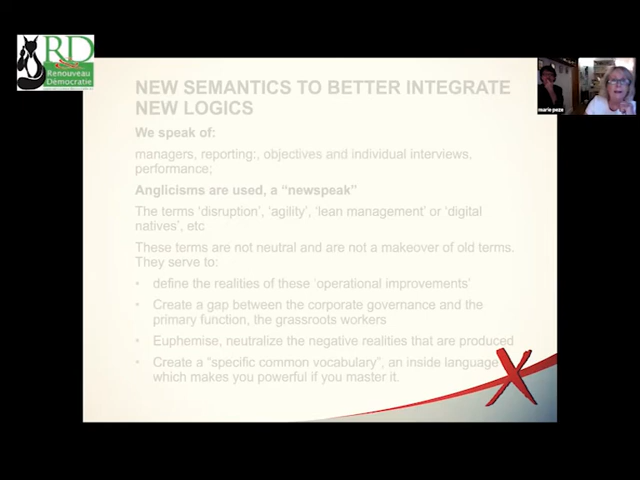 RD
Renouveau
Démocratie
NEW SEMANTICS TO BETTER INTEGRATE
NEW LOGICS
We speak of:
managers, reporting:, objectives and individual interviews,
performance;
Anglicisms are used, a “newspeak”
The terms ‘disruption’, ‘agility’, ‘lean management’ or ‘digital
natives’, etc
These terms are not neutral and are not a makeover of old terms.
They serve to:
• define the realities of these ‘operational improvements’
• Create a gap between the corporate governance and the
primary function, the grassroots workers
• Euphemise, neutralize the negative realities that are produced
• Create a “specific common vocabulary”, an inside language
which makes you powerful if you master it.
marie peze